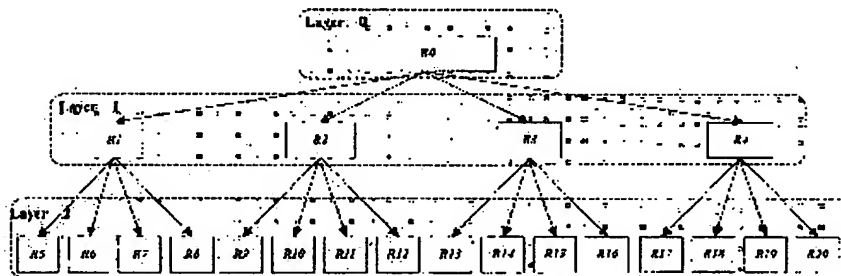 Layer 0
R0
Layer 1
R1 R2 R3 R4
Layer 2
R5 R6 R7 R8 R9 R10 R11 R12 R13 R14 R15 R16 R17 R18 R19 R20